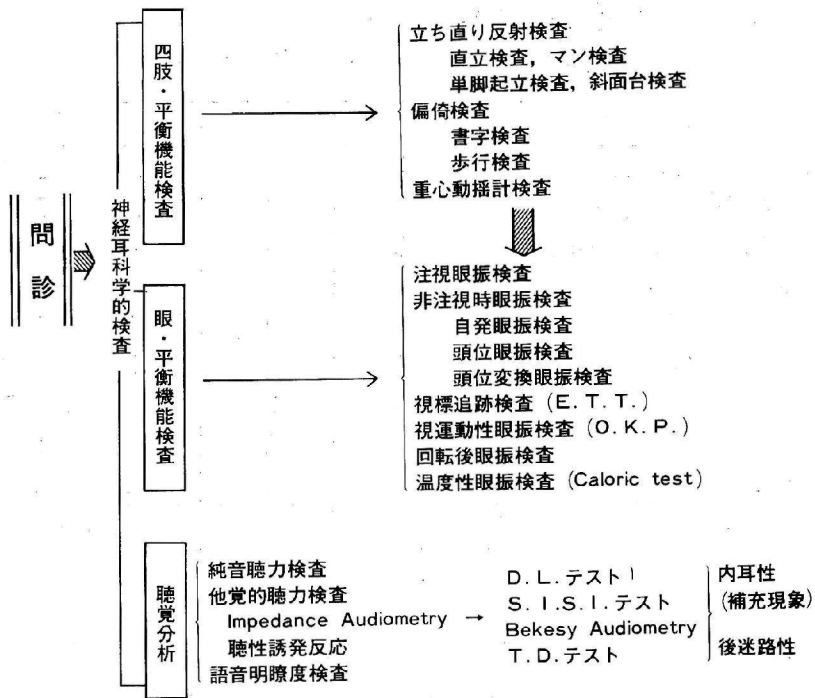 問診
神経耳科学的検査
四肢・平衡機能検査
立ち直り反射検査
直立検査，マン検査
単脚起立検査，斜面台検査
偏倚検査
書字検査
歩行検査
重心動揺計検査
眼・平衡機能検査
注視眼振検査
非注視時眼振検査
自発眼振検査
頭位眼振検査
頭位変換眼振検査
視標追跡検査 (E.T.T.)
視運動性眼振検査 (O.K.P.)
回転後眼振検査
温度性眼振検査 (Caloric test)
聴覚分析
純音聴力検査
他覚的聴力検査
Impedance Audiometry
聴性誘発反応
語音明瞭度検査
D.L.テスト
S.I.S.I.テスト
Bekesy Audiometry
T.D.テスト
内耳性
(補充現象)
後迷路性